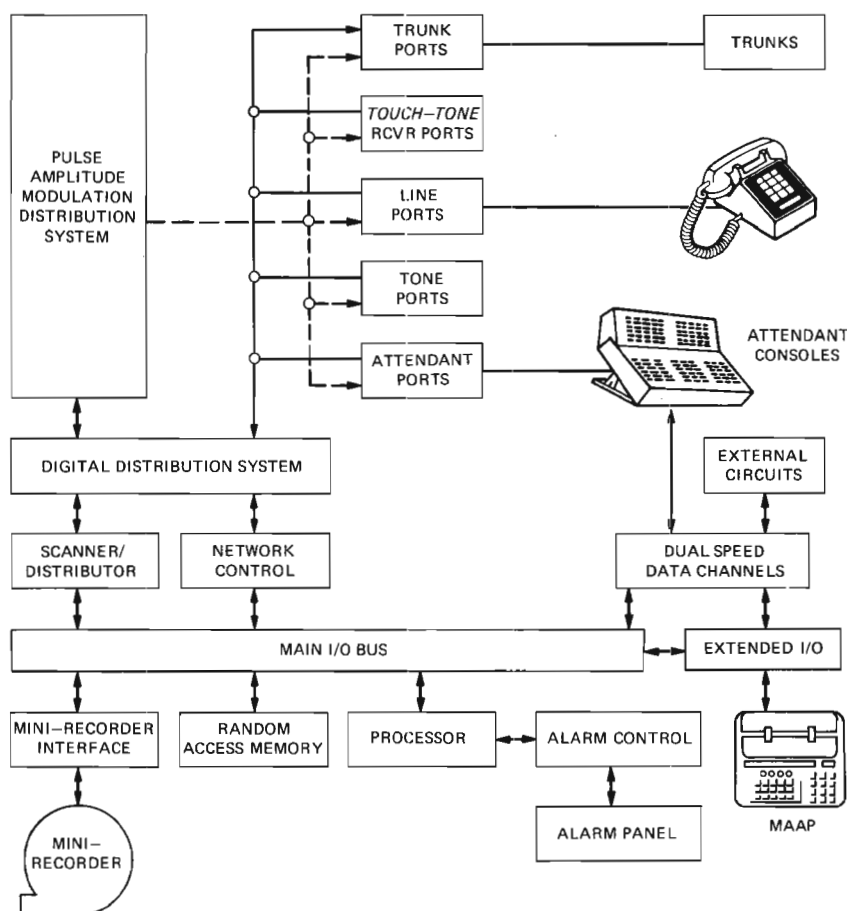 TRUNK
PORTS
TRUNKS
TOUCH-TONE
RCVR PORTS
PULSE
AMPLITUDE
MODULATION
DISTRIBUTION
SYSTEM
LINE
PORTS
TONE
PORTS
ATTENDANT
PORTS
ATTENDANT
CONSOLES
DIGITAL DISTRIBUTION SYSTEM
EXTERNAL
CIRCUITS
SCANNER/
DISTRIBUTOR
NETWORK
CONTROL
DUAL SPEED
DATA CHANNELS
MAIN I/O BUS
EXTENDED I/O
MINI-RECORDER
INTERFACE
RANDOM
ACCESS MEMORY
PROCESSOR
ALARM CONTROL
MAAP
ALARM PANEL
MINI-
RECORDER